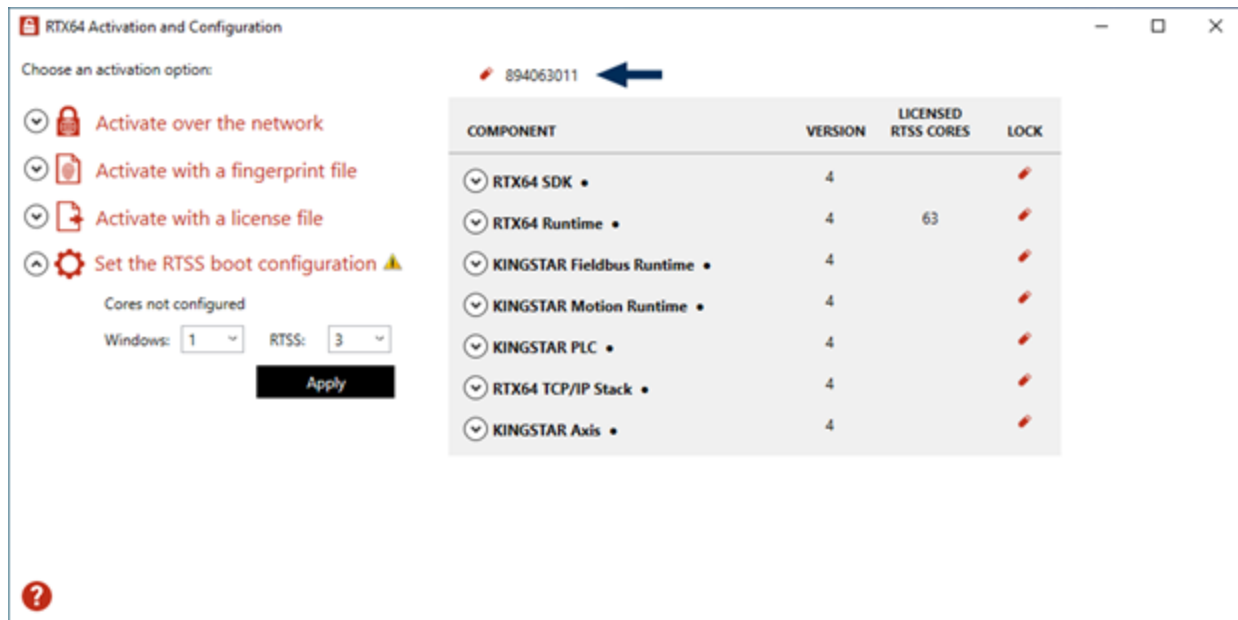 RTX64 Activation and Configuration
Choose an activation option:
894063011
Activate over the network
Activate with a fingerprint file
Activate with a license file
Set the RTSS boot configuration
Cores not configured
Windows: 1 RTSS: 3
Apply
COMPONENT VERSION LICENSED RTSS CORES LOCK
RTX64 SDK • 4
RTX64 Runtime • 4 63
KINGSTAR Fieldbus Runtime • 4
KINGSTAR Motion Runtime • 4
KINGSTAR PLC • 4
RTX64 TCP/IP Stack • 4
KINGSTAR Axis • 4
?